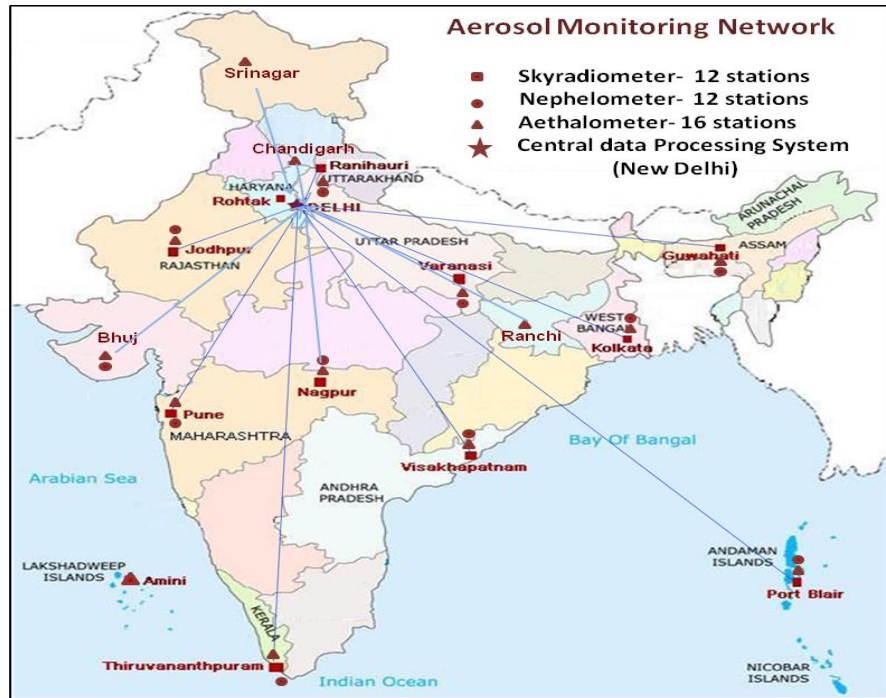 Aerosol Monitoring Network
Skyradiometer- 12 stations
Nephelometer- 12 stations
Aethalometer- 16 stations
Central data Processing System
(New Delhi)
Srinagar
Chandigarh
Ranihauri
UTTARAKHAND
HARYANA
Rohtak
DELHI
ARUNACHAL
PRADESH
UTTAR PRADESH
ASSAM
Guwahati
Jodhpur
RAJASTHAN
Varanasi
WEST
BANGAL
Kolkata
Ranchi
Bhuj
Nagpur
Pune
MAHARASHTRA
Bay Of Bangal
Visakhapatnam
Arabian Sea
ANDHRA
PRADESH
LAKSHADWEEP
ISLANDS
Amini
ANDAMAN
ISLANDS
Port Blair
KERALA
Thiruvananthpuram
Indian Ocean
NICOBAR
ISLANDS